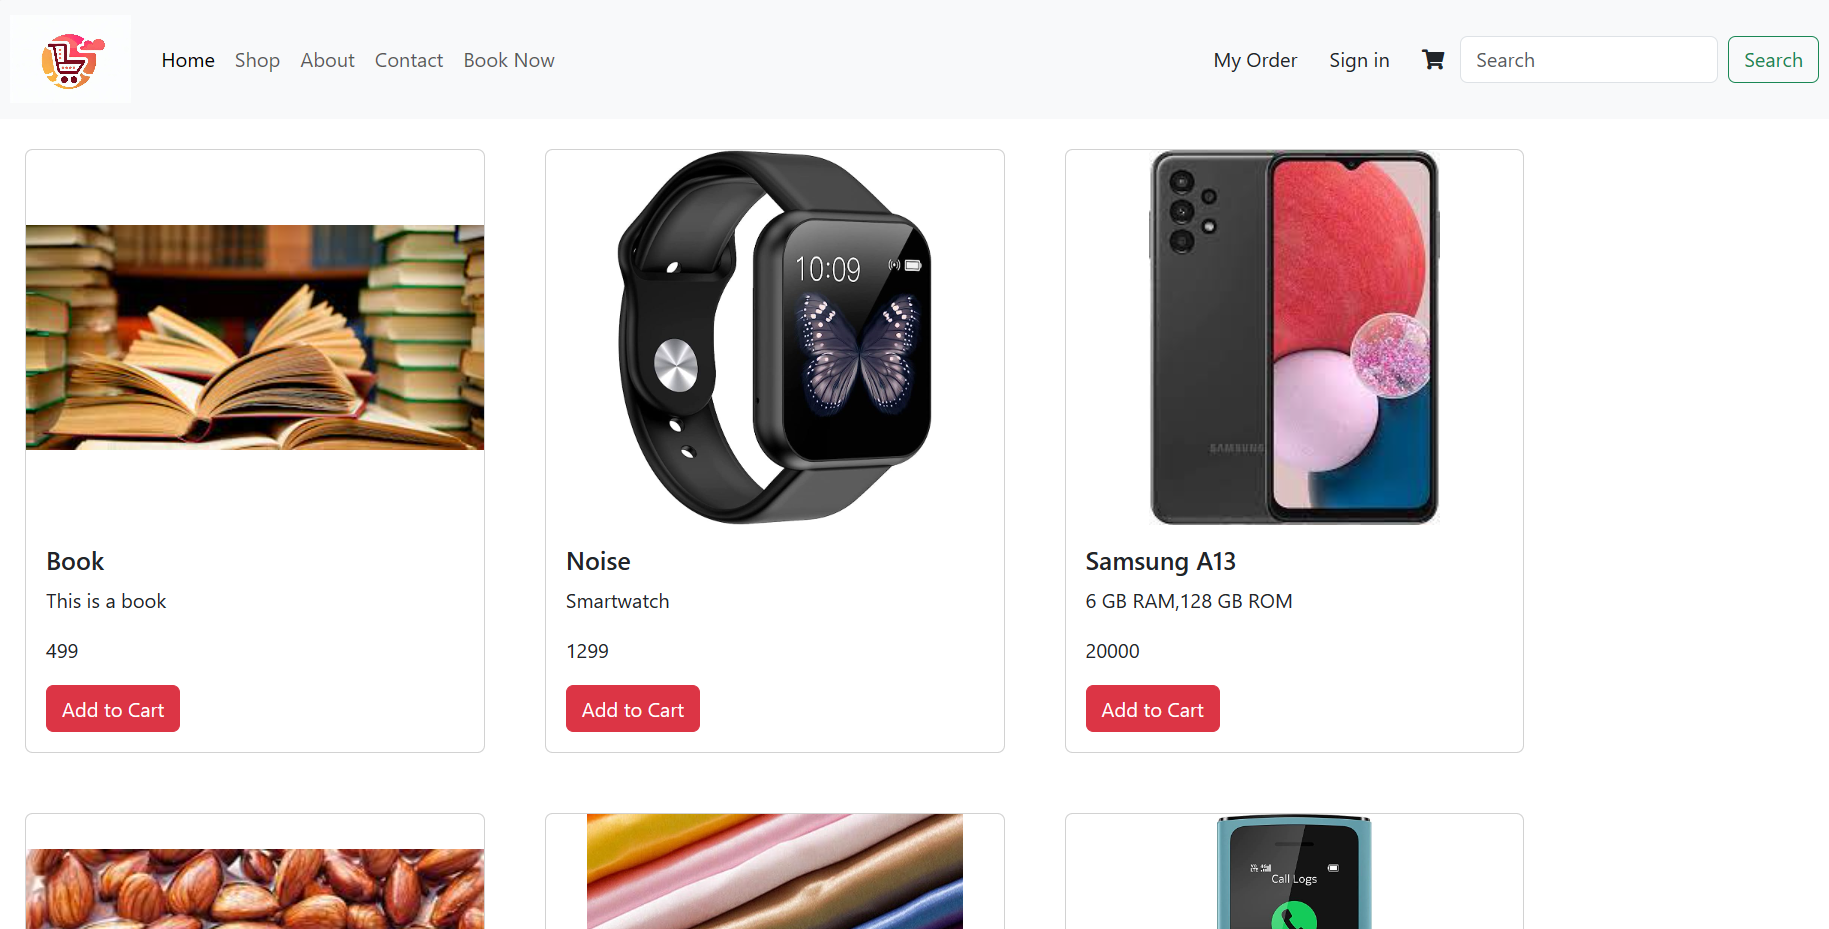 Home Shop About Contact Book Now My Order Sign in Search Search
10:09
SAMSUNG
Book
This is a book
499
Add to Cart
Noise
Smartwatch
1299
Add to Cart
Samsung A13
6 GB RAM,128 GB ROM
20000
Add to Cart
Call Logs